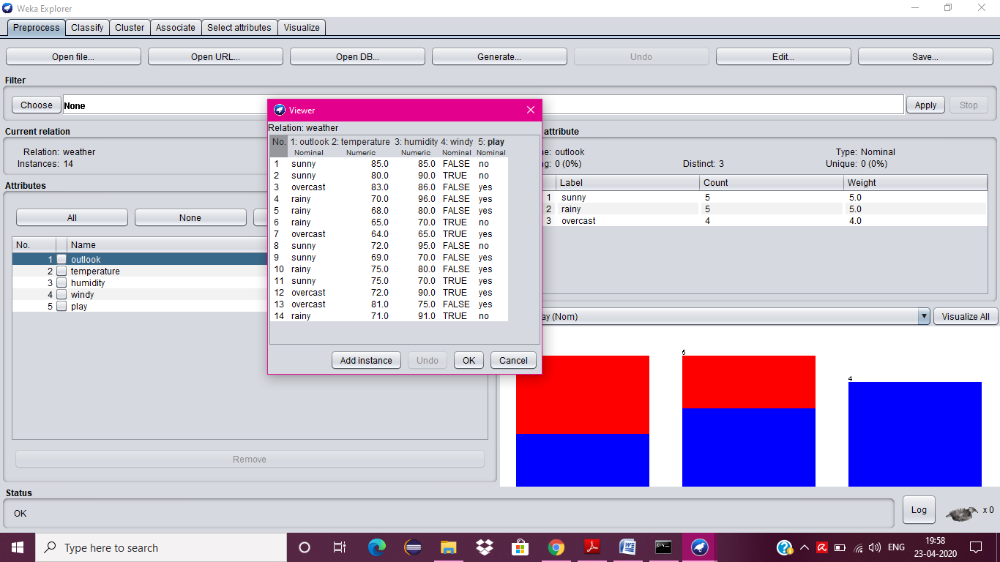 Weka Explorer
Preprocess Classify Cluster Associate Select attributes Visualize
Open file... Open URL... Open DB... Generate... Undo Edit... Save...
Filter
Choose None Apply Stop
Current relation
Relation: weather
Instances: 14
Attributes
All None
No. Name
1 outlook
2 temperature
3 humidity
4 windy
5 play
Remove
Viewer
Relation: weather
No. 1: outlook 2: temperature 3: humidity 4: windy 5: play
Nominal Numeric Numeric Nominal Nominal
1 sunny 85.0 85.0 FALSE no
2 sunny 80.0 90.0 TRUE no
3 overcast 83.0 86.0 FALSE yes
4 rainy 70.0 96.0 FALSE yes
5 rainy 68.0 80.0 FALSE yes
6 rainy 65.0 70.0 TRUE no
7 overcast 64.0 65.0 TRUE yes
8 sunny 72.0 95.0 FALSE no
9 sunny 69.0 70.0 FALSE yes
10 rainy 75.0 80.0 FALSE yes
11 sunny 75.0 70.0 TRUE yes
12 overcast 72.0 90.0 TRUE yes
13 overcast 81.0 75.0 FALSE yes
14 rainy 71.0 91.0 TRUE no
Add instance Undo OK Cancel
attribute
outlook Type: Nominal
0 (0%) Distinct: 3 Unique: 0 (0%)
Label Count Weight
1 sunny 5 5.0
2 rainy 5 5.0
3 overcast 4 4.0
(Nom) Visualize All
5
4
Status
OK
Log x 0
Type here to search
ENG
19:58
23-04-2020